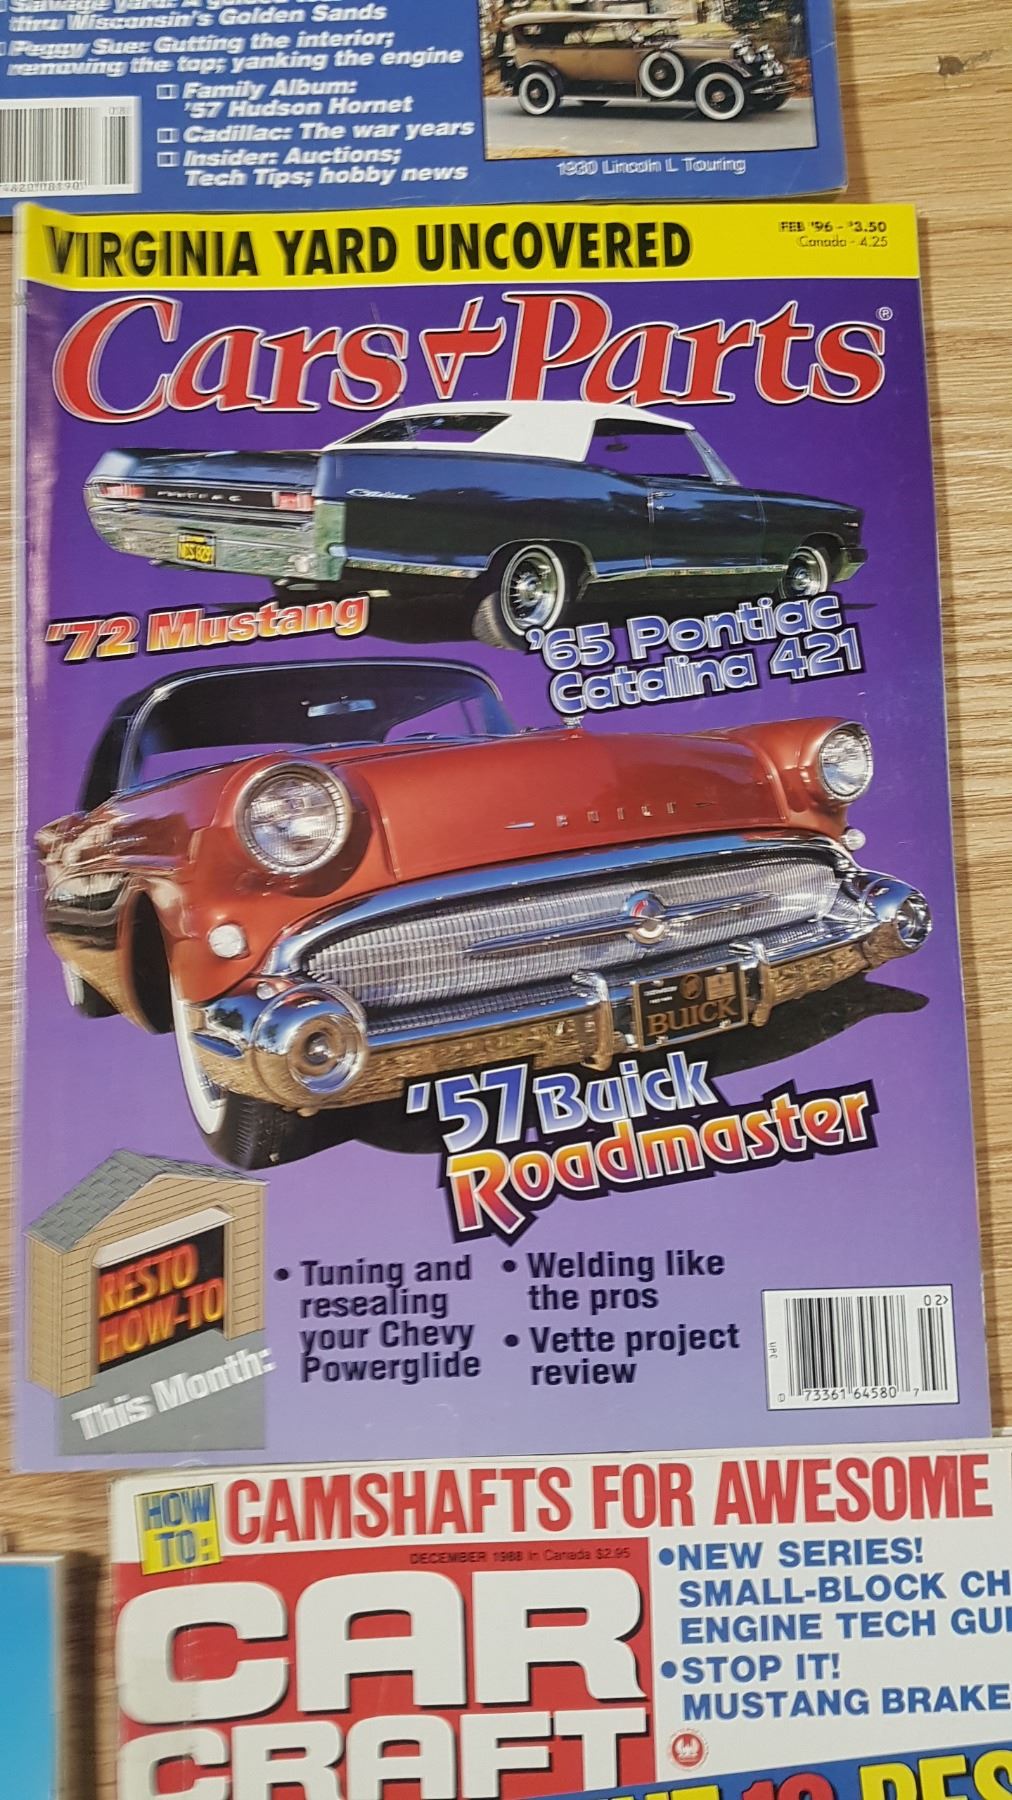 Salvage yard: A guided tour
thru Wisconsin's Golden Sands
Peggy Sue: Gutting the interior;
removing the top; yanking the engine
Family Album:
'57 Hudson Hornet
Cadillac: The war years
Insider: Auctions;
Tech Tips; hobby news
1930 Lincoln L Touring
VIRGINIA YARD UNCOVERED
FEB '96 - $3.50
Canada - 4.25
Cars & Parts®
PONTIAC
Catalina
'72 Mustang
'65 Pontiac
Catalina 421
BUICK
BUICK
'57 Buick
Roadmaster
RESTO
HOW-TO
This Month:
• Tuning and
resealing
your Chevy
Powerglide
• Welding like
the pros
• Vette project
review
02>
0 73361 64580 7
HOW
TO:
CAMSHAFTS FOR AWESOME
DECEMBER 1988 In Canada $2.95
CAR
CRAFT
•NEW SERIES!
SMALL-BLOCK CH
ENGINE TECH GUI
•STOP IT!
MUSTANG BRAKE